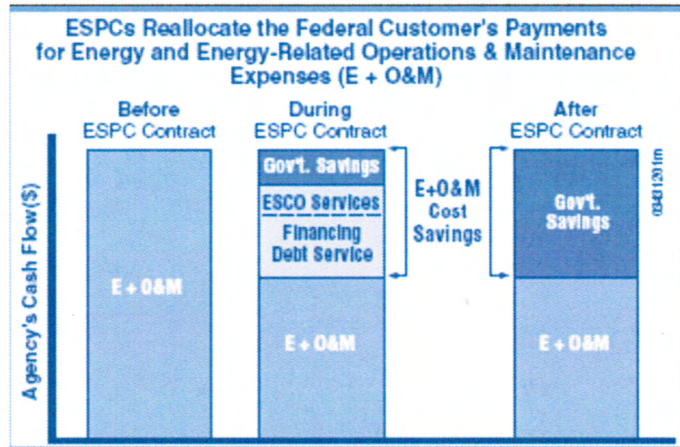 ESPCs Reallocate the Federal Customer's Payments
for Energy and Energy-Related Operations & Maintenance
Expenses (E + O&M)
Before
ESPC Contract
During
ESPC Contract
After
ESPC Contract
Agency's Cash Flow($)
E + O&M
Gov't. Savings
ESCO Services
Financing
Debt Service
E + O&M
E+O&M
Cost
Savings
Gov't.
Savings
E + O&M
03431201m